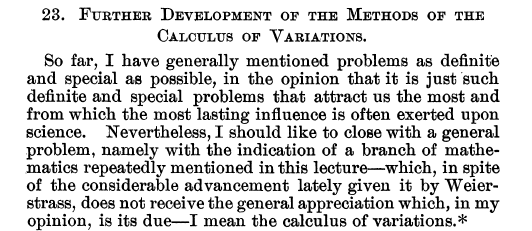 23. Further Development of the Methods of the
Calculus of Variations.
So far, I have generally mentioned problems as definite
and special as possible, in the opinion that it is just such
definite and special problems that attract us the most and
from which the most lasting influence is often exerted upon
science. Nevertheless, I should like to close with a general
problem, namely with the indication of a branch of mathe-
matics repeatedly mentioned in this lecture—which, in spite
of the considerable advancement lately given it by Weier-
strass, does not receive the general appreciation which, in my
opinion, is its due—I mean the calculus of variations.*